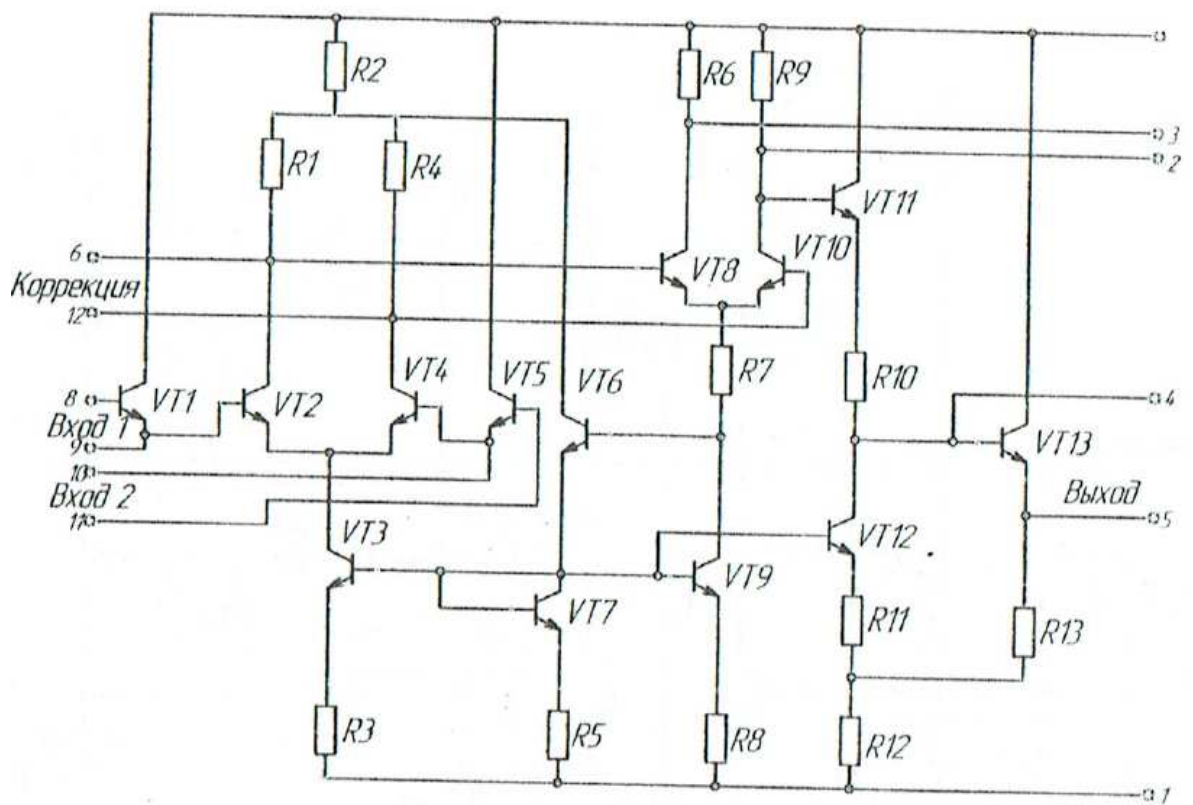 R2
R6
R9
3
R1
R4
2
VT11
6
VT8
VT10
Коррекция
12
VT4
VT5
VT6
R7
R10
8
VT1
VT2
4
Вход 1
9
VT13
10
Вход 2
Выход
11
5
VT3
VT12
VT9
VT7
R11
R13
R3
R5
R8
R12
1